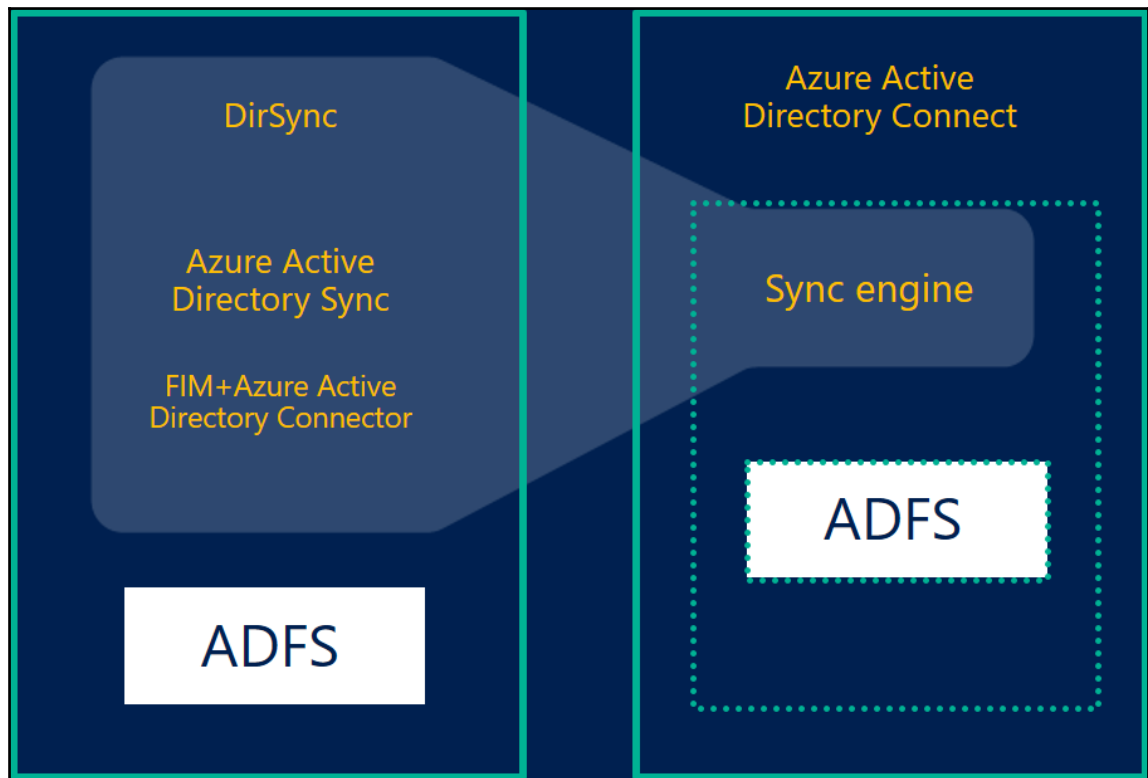 DirSync
Azure Active
Directory Sync
FIM+Azure Active
Directory Connector
ADFS
Azure Active
Directory Connect
Sync engine
ADFS